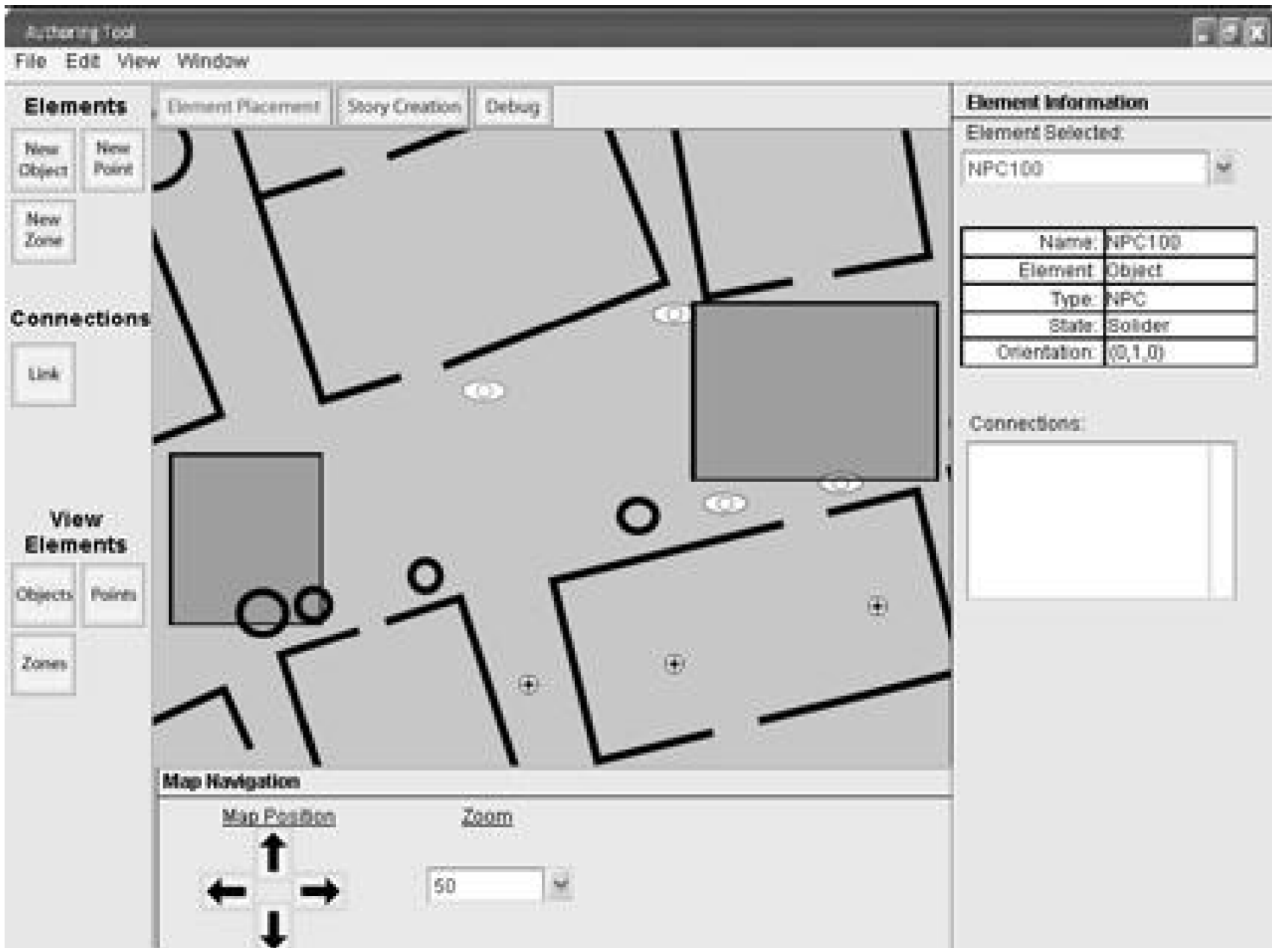 Authoring Tool
File Edit View Window
Elements
New Object
New Point
New Zone
Connections
Link
View Elements
Objects
Points
Zones
Element Placement
Story Creation
Debug
Map Navigation
Map Position
Zoom
50
Element Information
Element Selected:
NPC100
Name: NPC100
Element: Object
Type: NPC
State: Solider
Orientation: (0,1,0)
Connections: